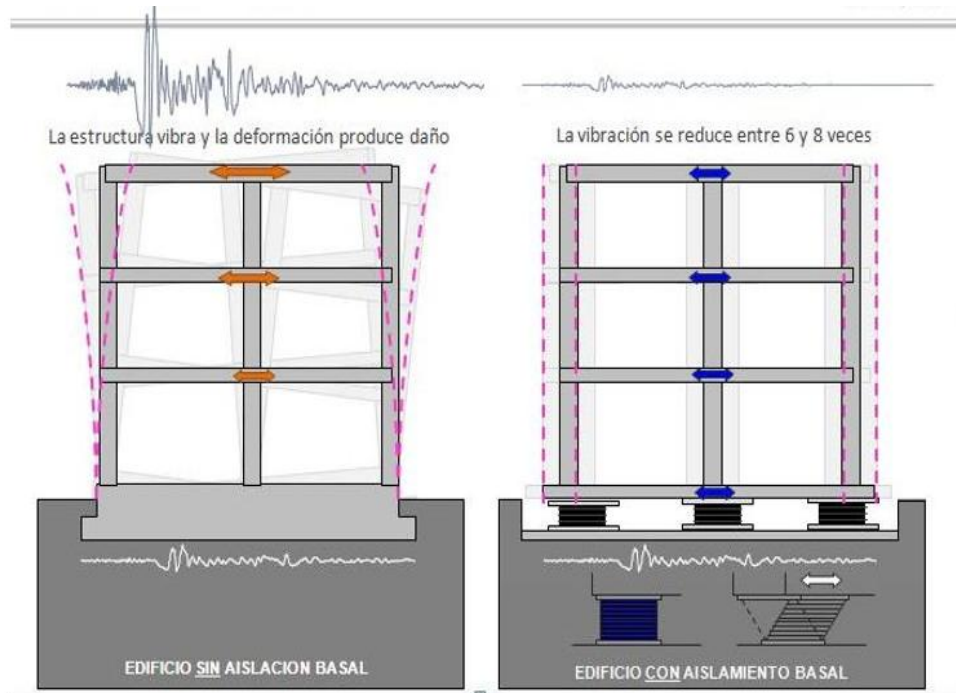 La estructura vibra y la deformación produce daño
La vibración se reduce entre 6 y 8 veces
EDIFICIO SIN AISLACION BASAL
EDIFICIO CON AISLAMIENTO BASAL